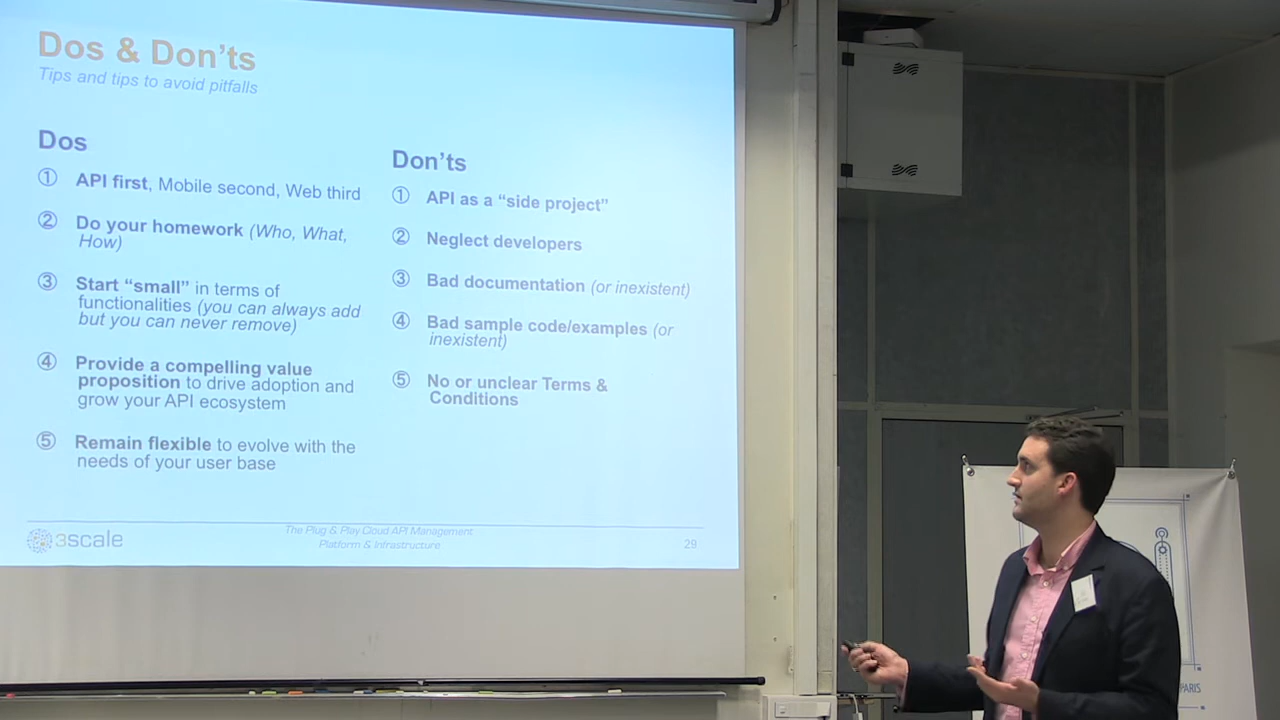 Dos & Don'ts
Tips and tips to avoid pitfalls
Dos
① API first, Mobile second, Web third
② Do your homework (Who, What,
How)
③ Start “small” in terms of
functionalities (you can always add
but you can never remove)
④ Provide a compelling value
proposition to drive adoption and
grow your API ecosystem
⑤ Remain flexible to evolve with the
needs of your user base
Don'ts
① API as a “side project”
② Neglect developers
③ Bad documentation (or inexistent)
④ Bad sample code/examples (or
inexistent)
⑤ No or unclear Terms &
Conditions
3scale
The Plug & Play Cloud API Management
Platform & Infrastructure
29
PARIS